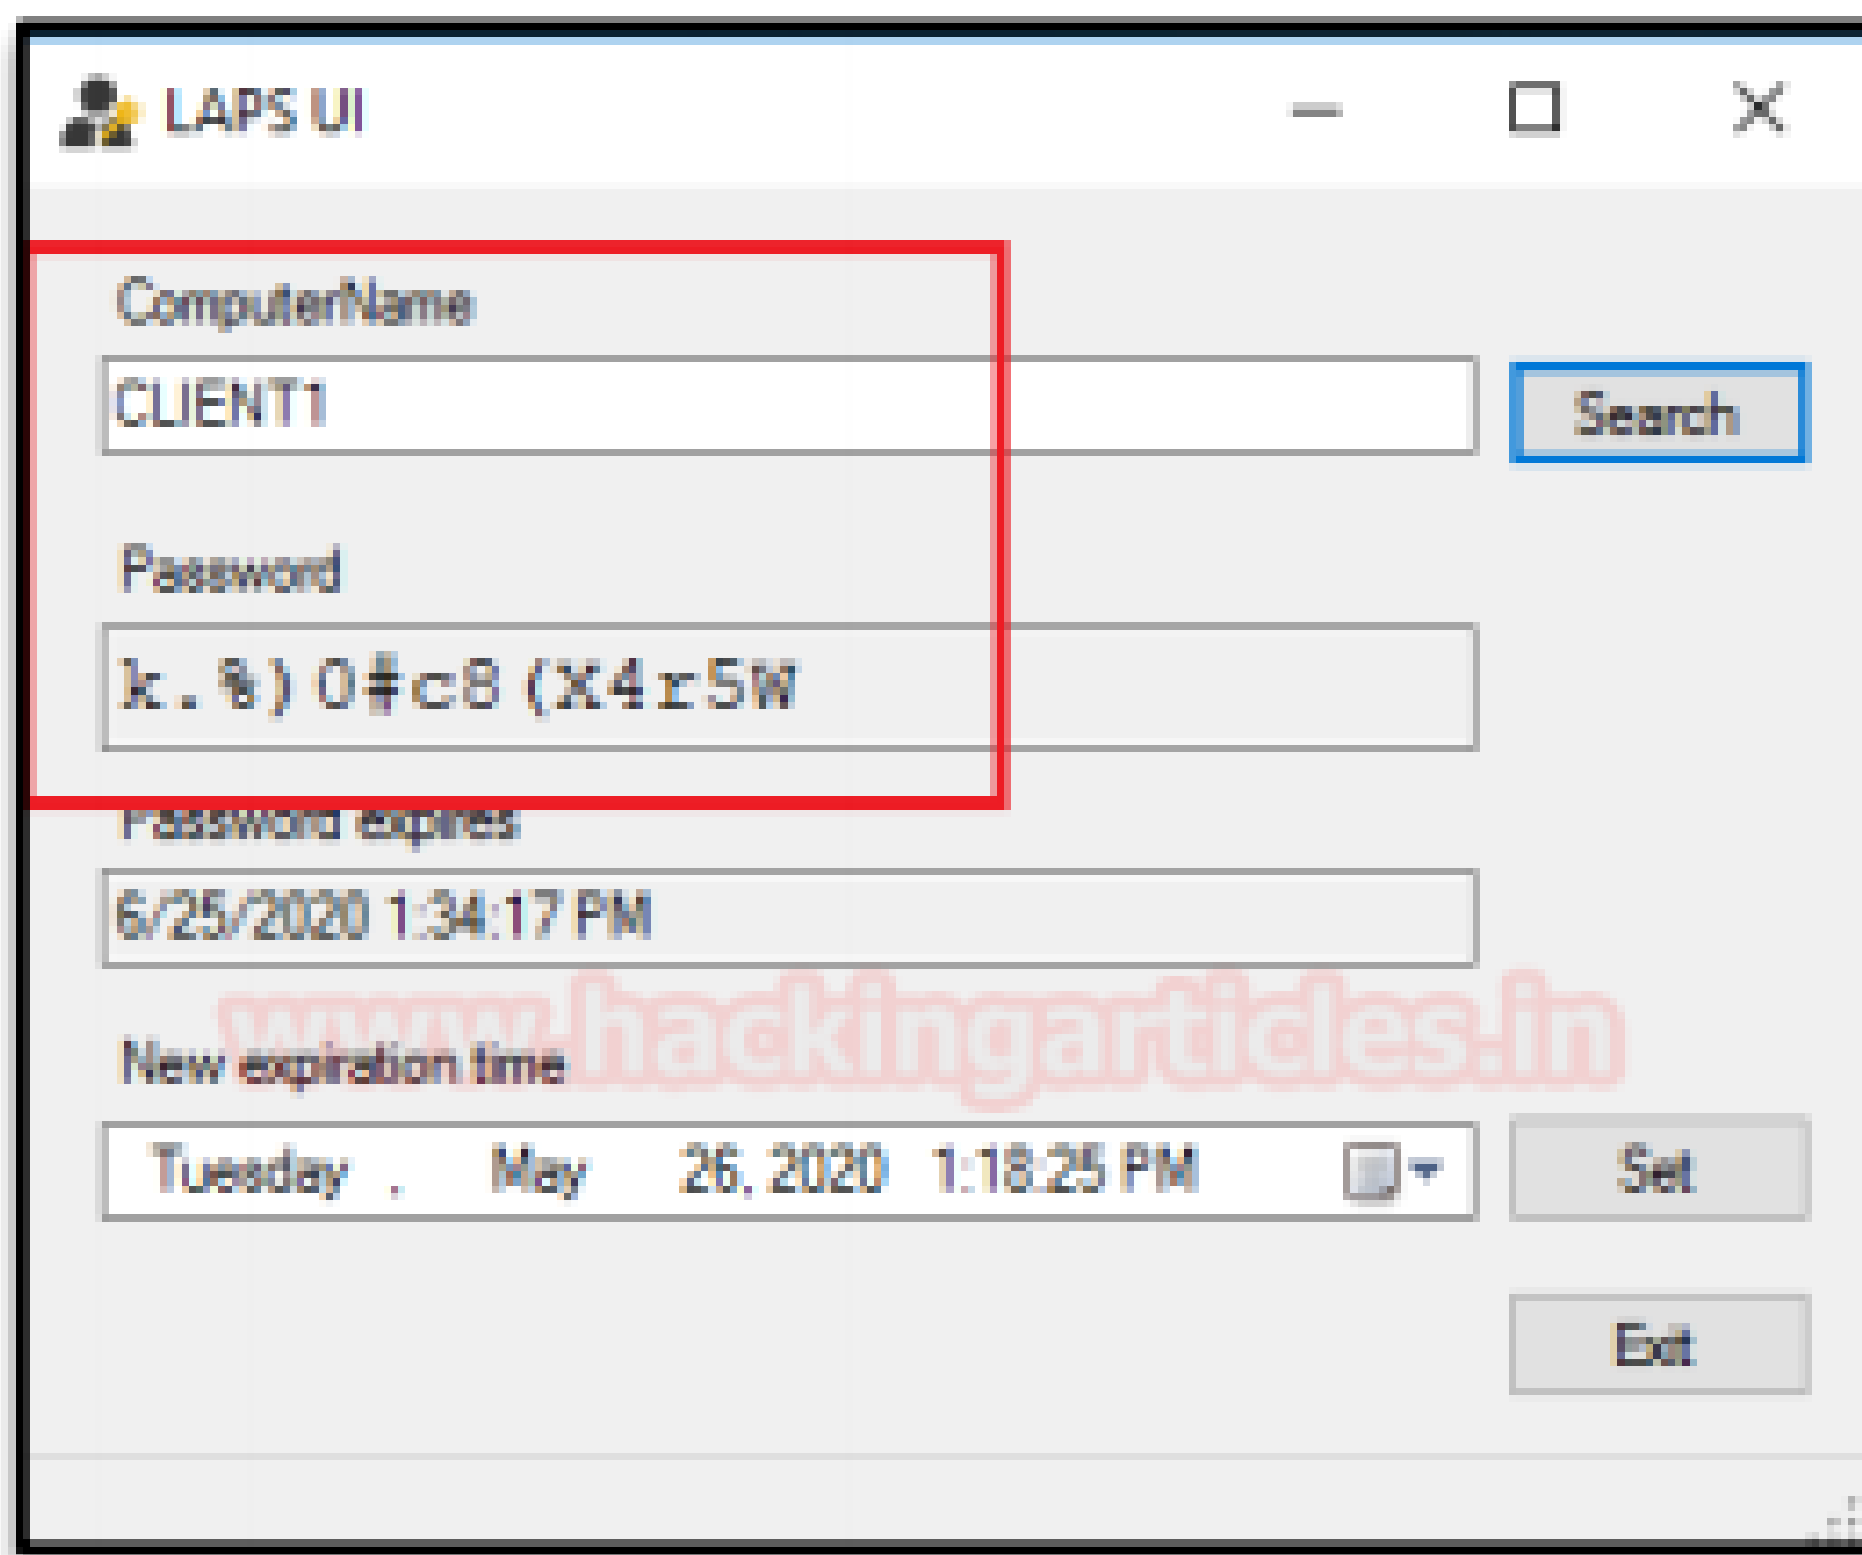 LAPS UI
ComputerName
CLIENT1
Search
Password
k.%)0#c8(X4r5W
Password expires
6/25/2020 1:34:17 PM
www.hackingarticles.in
New expiration time
Tuesday , May 26, 2020 1:18:25 PM
Set
Exit